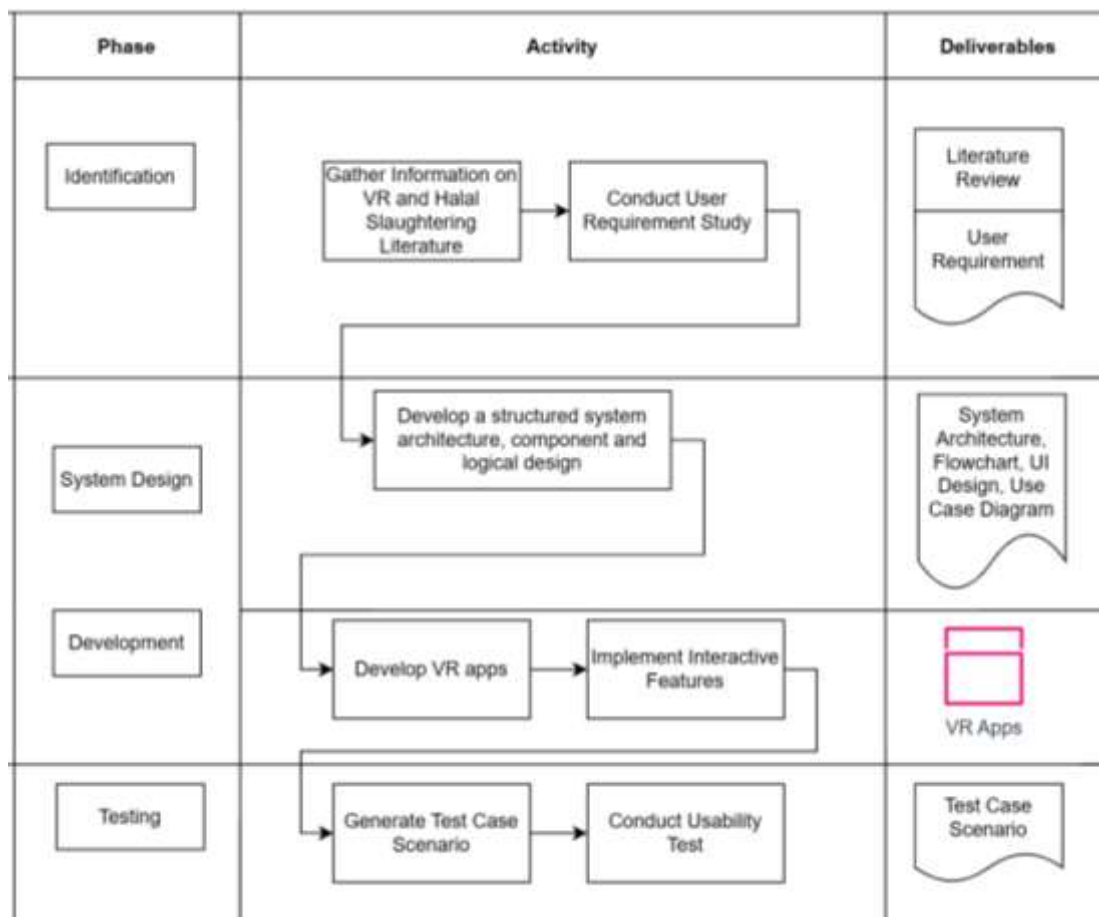 Phase
Activity
Deliverables
Identification
Gather Information on
VR and Halal
Slaughtering
Literature
Conduct User
Requirement Study
Literature
Review
User
Requirement
System Design
Develop a structured system
architecture, component and
logical design
System
Architecture,
Flowchart, UI
Design, Use
Case Diagram
Development
Develop VR apps
Implement Interactive
Features
VR Apps
Testing
Generate Test Case
Scenario
Conduct Usability
Test
Test Case
Scenario